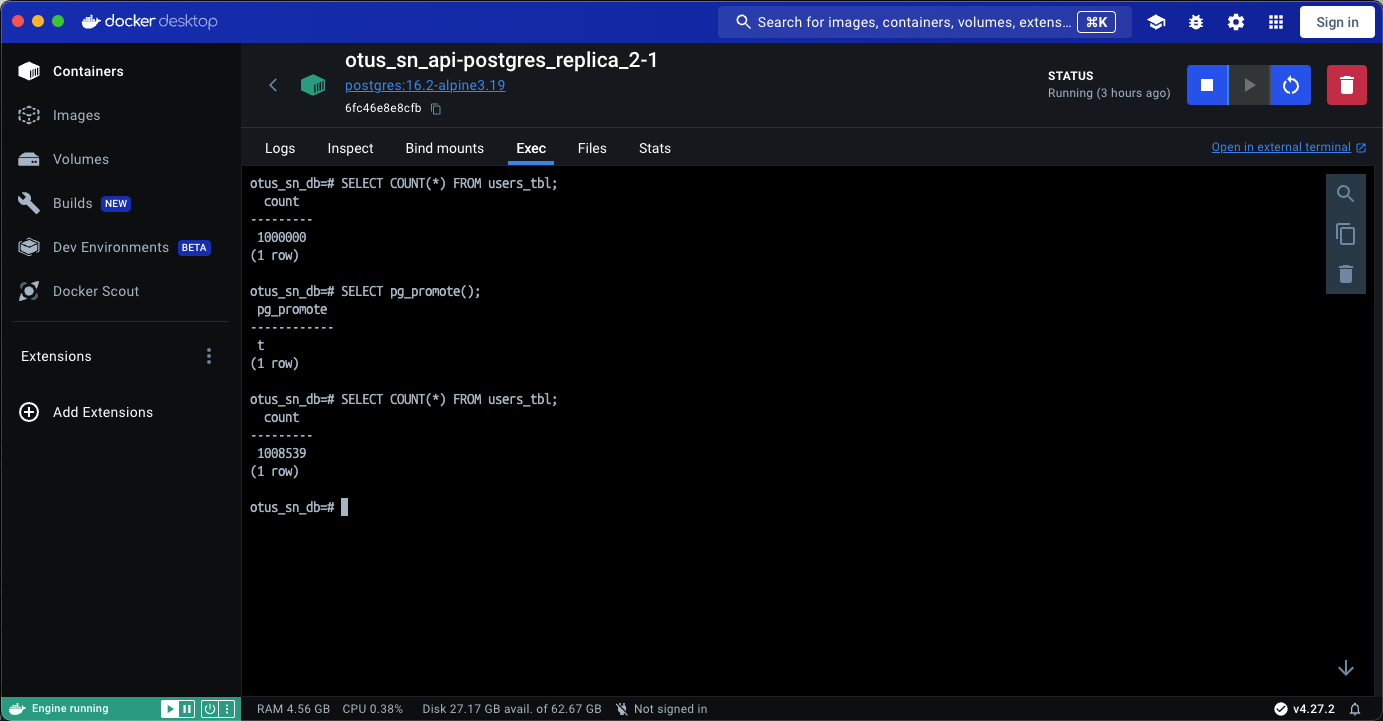 docker desktop
Search for images, containers, volumes, extens... ⌘K
Sign in
Containers
Images
Volumes
Builds NEW
Dev Environments BETA
Docker Scout
Extensions
Add Extensions
otus_sn_api-postgres_replica_2-1
postgres:16.2-alpine3.19
6fc46e8e8cfb
STATUS
Running (3 hours ago)
Logs Inspect Bind mounts Exec Files Stats
Open in external terminal
otus_sn_db=# SELECT COUNT(*) FROM users_tbl;
count
---------
1000000
(1 row)
otus_sn_db=# SELECT pg_promote();
pg_promote
------------
t
(1 row)
otus_sn_db=# SELECT COUNT(*) FROM users_tbl;
count
---------
1008539
(1 row)
otus_sn_db=#
Engine running
RAM 4.56 GB CPU 0.38% Disk 27.17 GB avail. of 62.67 GB Not signed in
v4.27.2